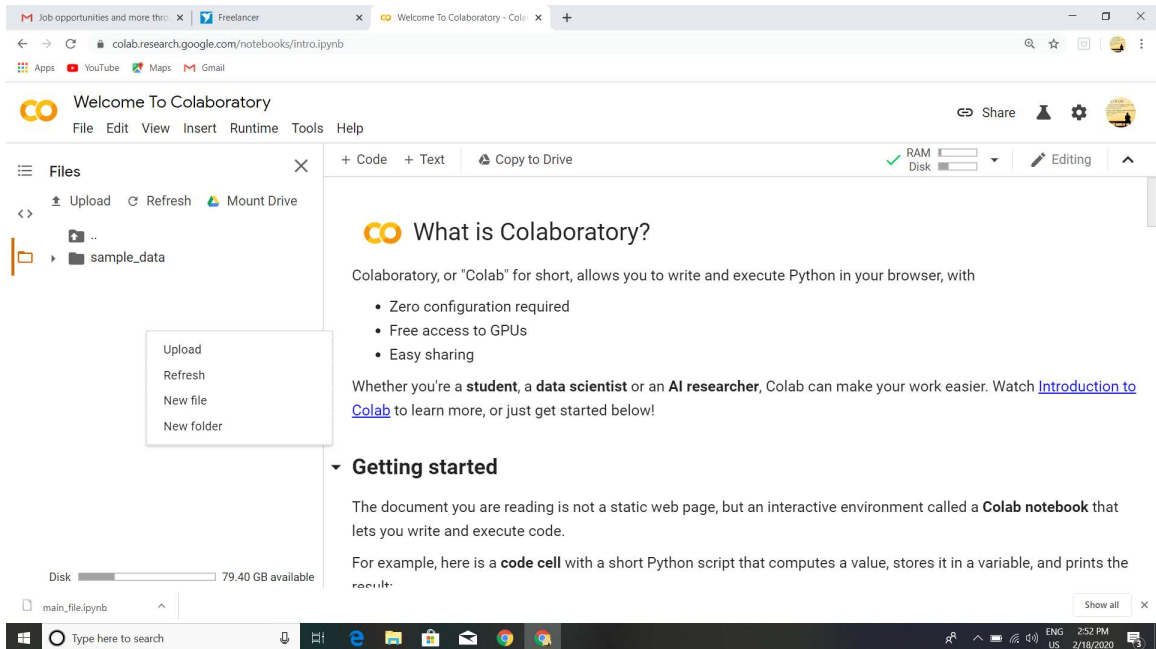 Job opportunities and more thro
Freelancer
Welcome To Colaboratory - Cola
colab.research.google.com/notebooks/intro.ipynb
Apps YouTube Maps M Gmail
Welcome To Colaboratory
File Edit View Insert Runtime Tools Help
Share
Files
+ Code + Text Copy to Drive
RAM
Disk
Editing
Upload Refresh Mount Drive
..
sample_data
What is Colaboratory?
Colaboratory, or "Colab" for short, allows you to write and execute Python in your browser, with
• Zero configuration required
• Free access to GPUs
• Easy sharing
Upload
Refresh
New file
New folder
Whether you're a student, a data scientist or an AI researcher, Colab can make your work easier. Watch Introduction to
Colab to learn more, or just get started below!
Getting started
The document you are reading is not a static web page, but an interactive environment called a Colab notebook that
lets you write and execute code.
For example, here is a code cell with a short Python script that computes a value, stores it in a variable, and prints the
result:
Disk 79.40 GB available
main_file.ipynb
Show all
Type here to search
ENG
US
2:52 PM
2/18/2020
3